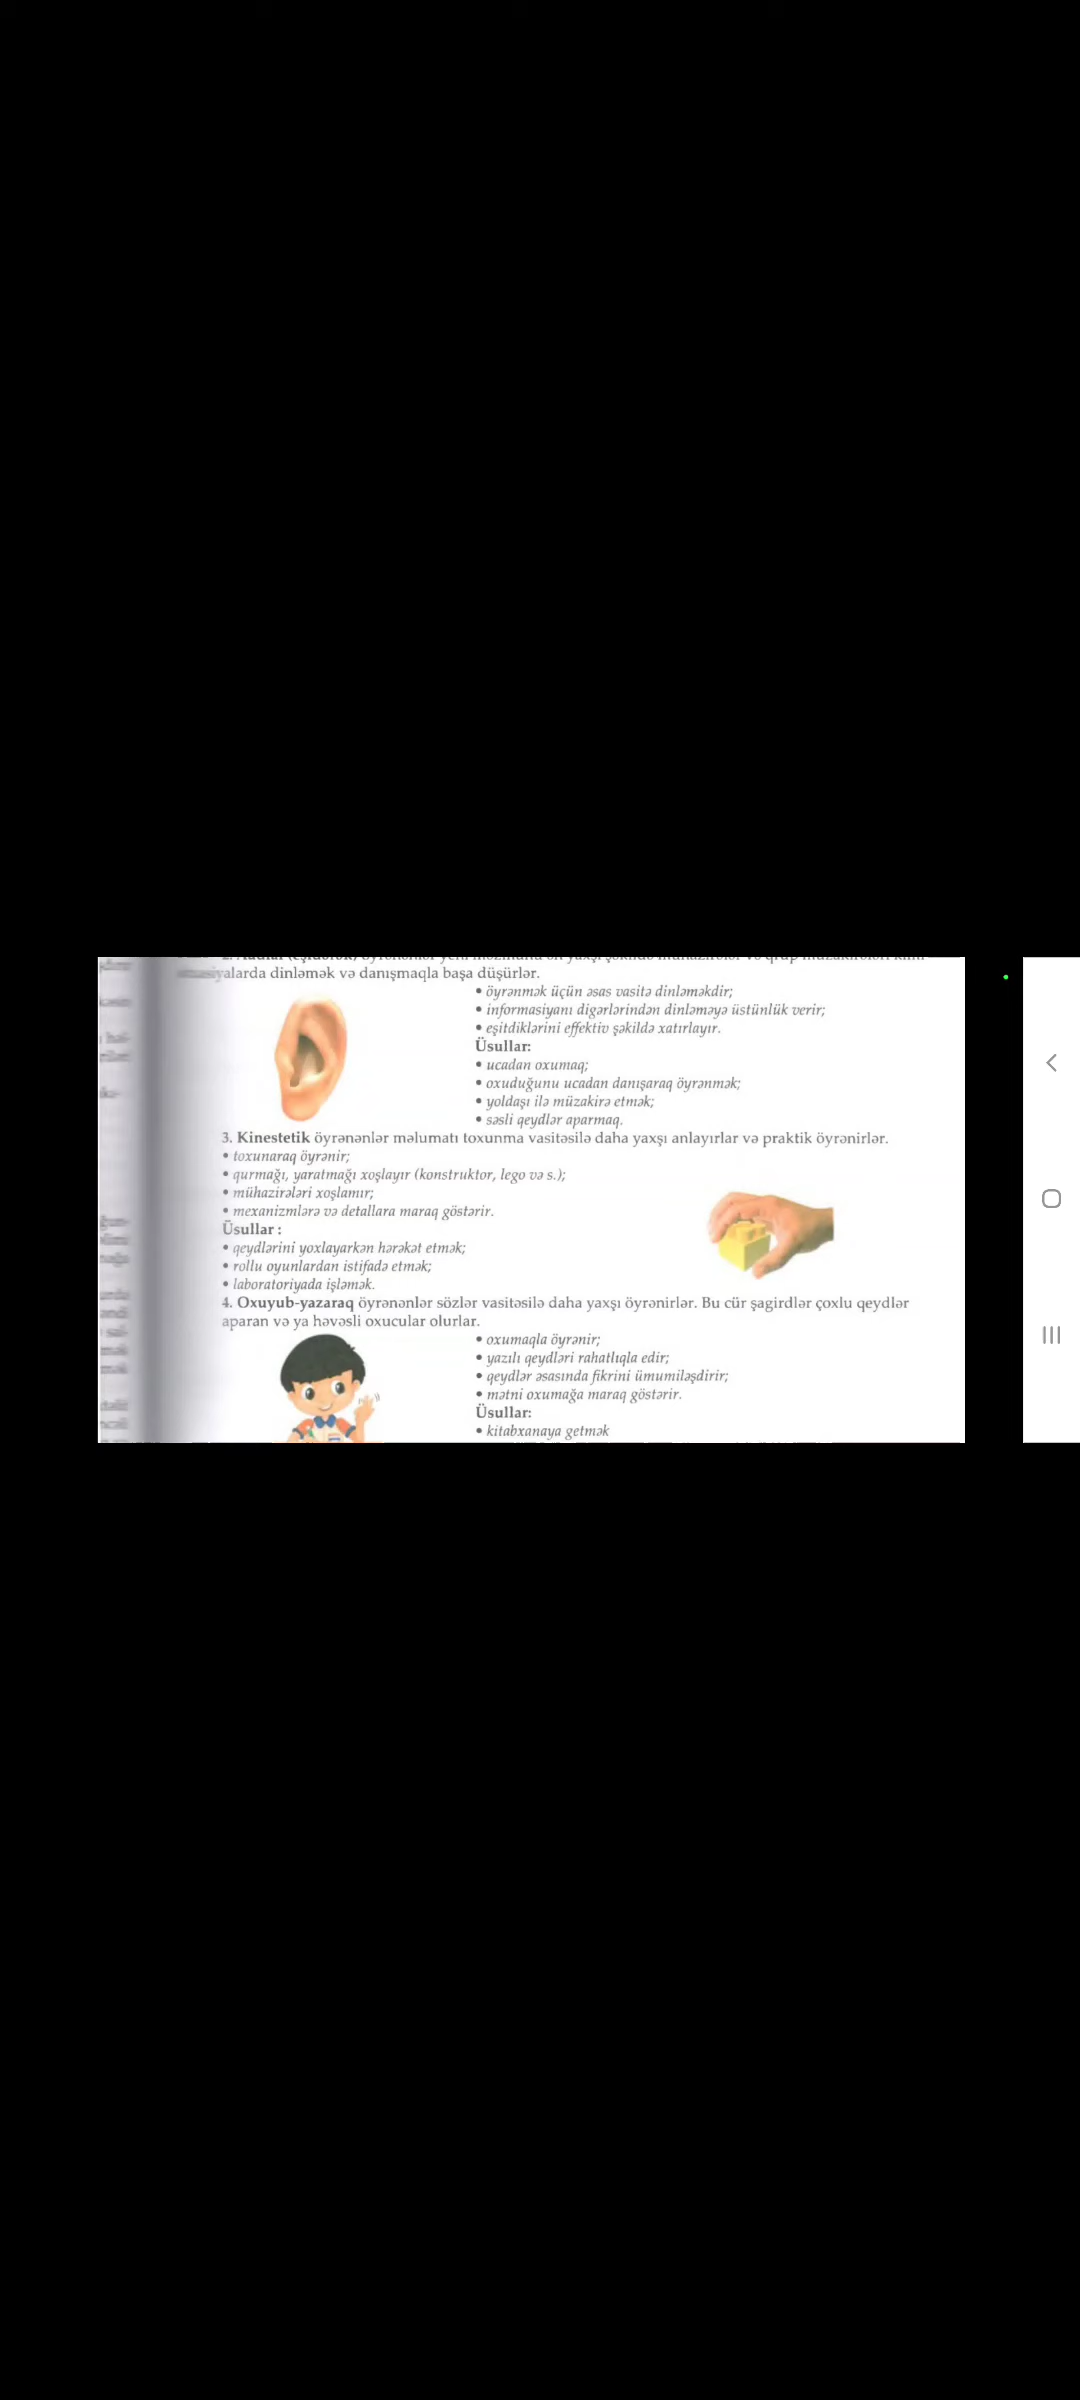 siyalarda dinləmək və danışmaqla başa düşürlər.
• öyrənmək üçün əsas vasitə dinləməkdir;
• informasiyanı digərlərindən dinləməyə üstünlük verir;
• eşitdiklərini effektiv şəkildə xatırlayır.
Üsullar:
• ucadan oxumaq;
• oxuduğunu ucadan danışaraq öyrənmək;
• yoldaşı ilə müzakirə etmək;
• səsli qeydlər aparmaq.
3. Kinestetik öyrənənlər məlumatı toxunma vasitəsilə daha yaxşı anlayırlar və praktik öyrənirlər.
• toxunaraq öyrənir;
• qurmağı, yaratmağı xoşlayır (konstruktor, lego və s.);
• mühazirələri xoşlamır;
• mexanizmlərə və detallara maraq göstərir.
Üsullar :
• qeydlərini yoxlayarkən hərəkət etmək;
• rollu oyunlardan istifadə etmək;
• laboratoriyada işləmək.
4. Oxuyub-yazaraq öyrənənlər sözlər vasitəsilə daha yaxşı öyrənirlər. Bu cür şagirdlər çoxlu qeydlər
aparan və ya həvəsli oxucular olurlar.
• oxumaqla öyrənir;
• yazılı qeydləri rahatlıqla edir;
• qeydlər əsasında fikrini ümumiləşdirir;
• mətni oxumağa maraq göstərir.
Üsullar:
• kitabxanaya getmək